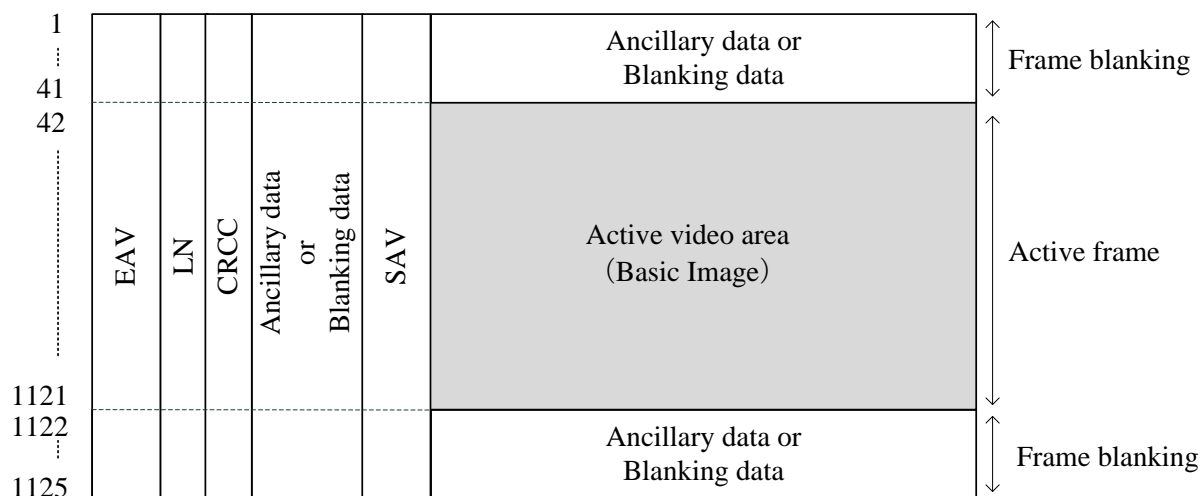 1
41
42
1121
1122
1125
EAV
LN
CRCC
Ancillary data
or
Blanking data
SAV
Ancillary data or
Blanking data
Active video area
（Basic Image）
Ancillary data or
Blanking data
Frame blanking
Active frame
Frame blanking